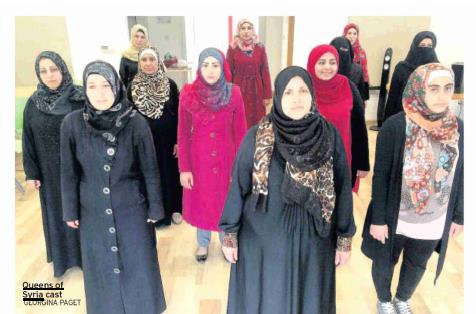 Queens of
Syria cast
GEORGINA PAGET